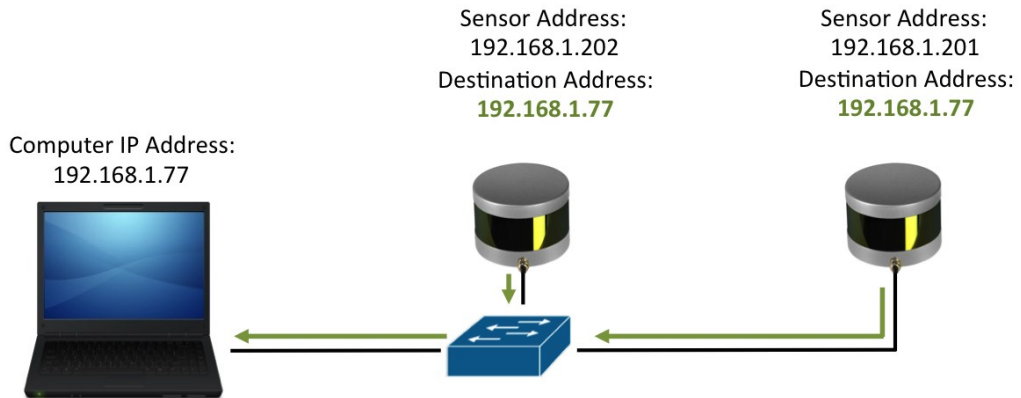 Sensor Address:
192.168.1.202
Destination Address:
192.168.1.77
Sensor Address:
192.168.1.201
Destination Address:
192.168.1.77
Computer IP Address:
192.168.1.77